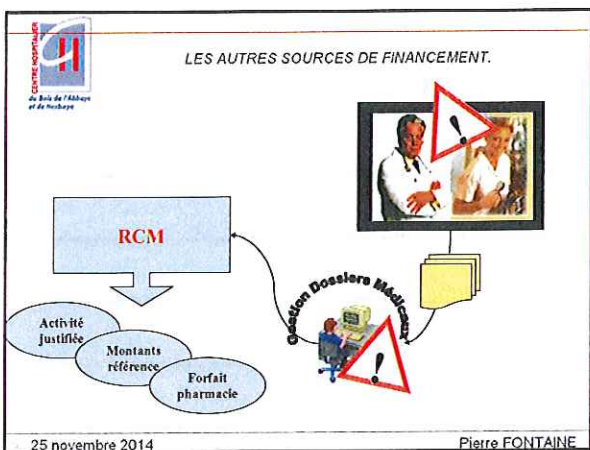 CENTRE HOSPITALIER
du Bois de l'Abbaye
et de Hesbaye
LES AUTRES SOURCES DE FINANCEMENT.
!
RCM
Gestion Dossiers Médicaux
!
Activité
justifiée
Montants
référence
Forfait
pharmacie
25 novembre 2014
Pierre FONTAINE